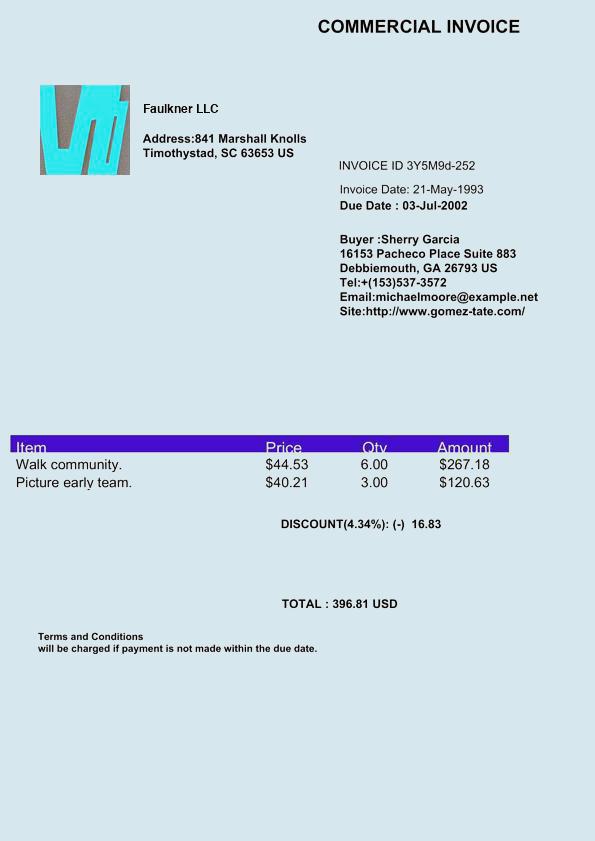 COMMERCIAL INVOICE
Faulkner LLC
Address:841 Marshall Knolls
Timothystad, SC 63653 US
INVOICE ID 3Y5M9d-252
Invoice Date: 21-May-1993
Due Date : 03-Jul-2002
Buyer :Sherry Garcia
16153 Pacheco Place Suite 883
Debbiemouth, GA 26793 US
Tel:+(153)537-3572
Email:michaelmoore@example.net
Site:http://www.gomez-tate.com/
Item Price Qty Amount
Walk community. $44.53 6.00 $267.18
Picture early team. $40.21 3.00 $120.63
DISCOUNT(4.34%): (-) 16.83
TOTAL : 396.81 USD
Terms and Conditions
will be charged if payment is not made within the due date.